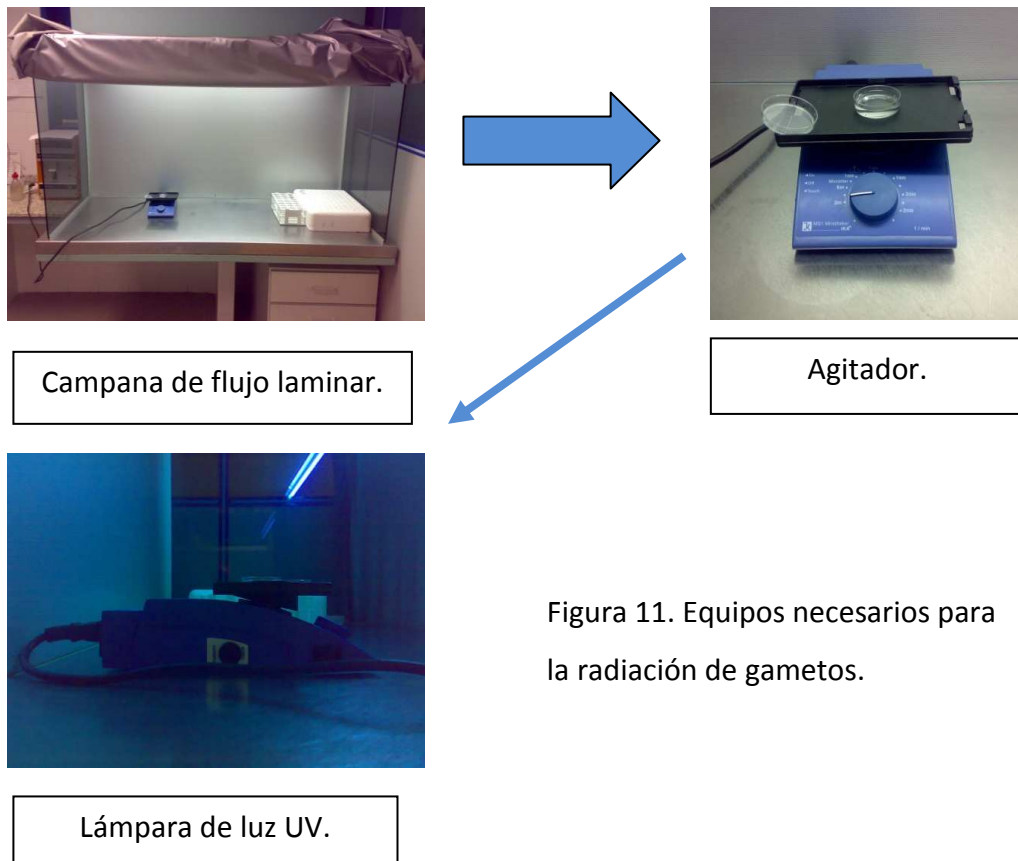 Campana de flujo laminar.
Agitador.
Lámpara de luz UV.
Figura 11. Equipos necesarios para
la radiación de gametos.